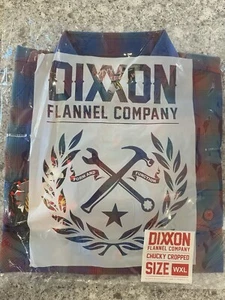 DIXXON
FLANNEL COMPANY
DIXXON
FLANNEL COMPANY
CHUCKY CROPPED
SIZE WXL